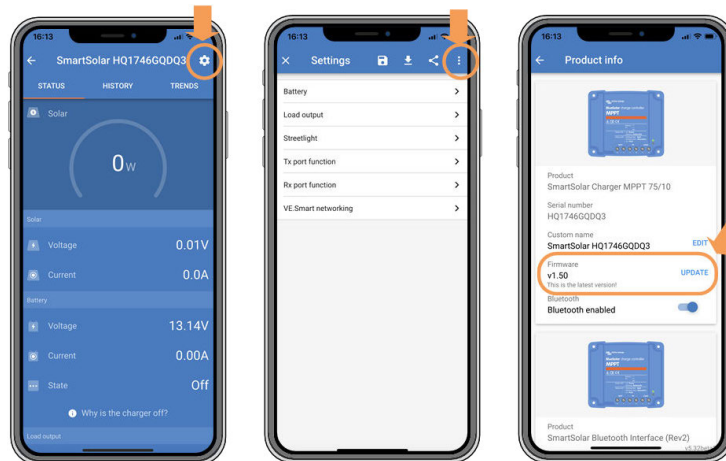 16:13
SmartSolar HQ1746GQDQ3
STATUS HISTORY TRENDS
Solar
0W
Solar
Voltage 0.01V
Current 0.0A
Battery
Voltage 13.14V
Current 0.00A
State Off
Why is the charger off?
Load output
16:13
Settings
Battery
Load output
Streetlight
Tx port function
Rx port function
VE.Smart networking
16:13
Product info
MPPT
Product
SmartSolar Charger MPPT 75/10
Serial number
HQ1746GQDQ3
Custom name
SmartSolar HQ1746GQDQ3 EDIT
Firmware
v1.50 UPDATE
This is the latest version!
Bluetooth
Bluetooth enabled
MPPT
Product
SmartSolar Bluetooth Interface (Rev2)